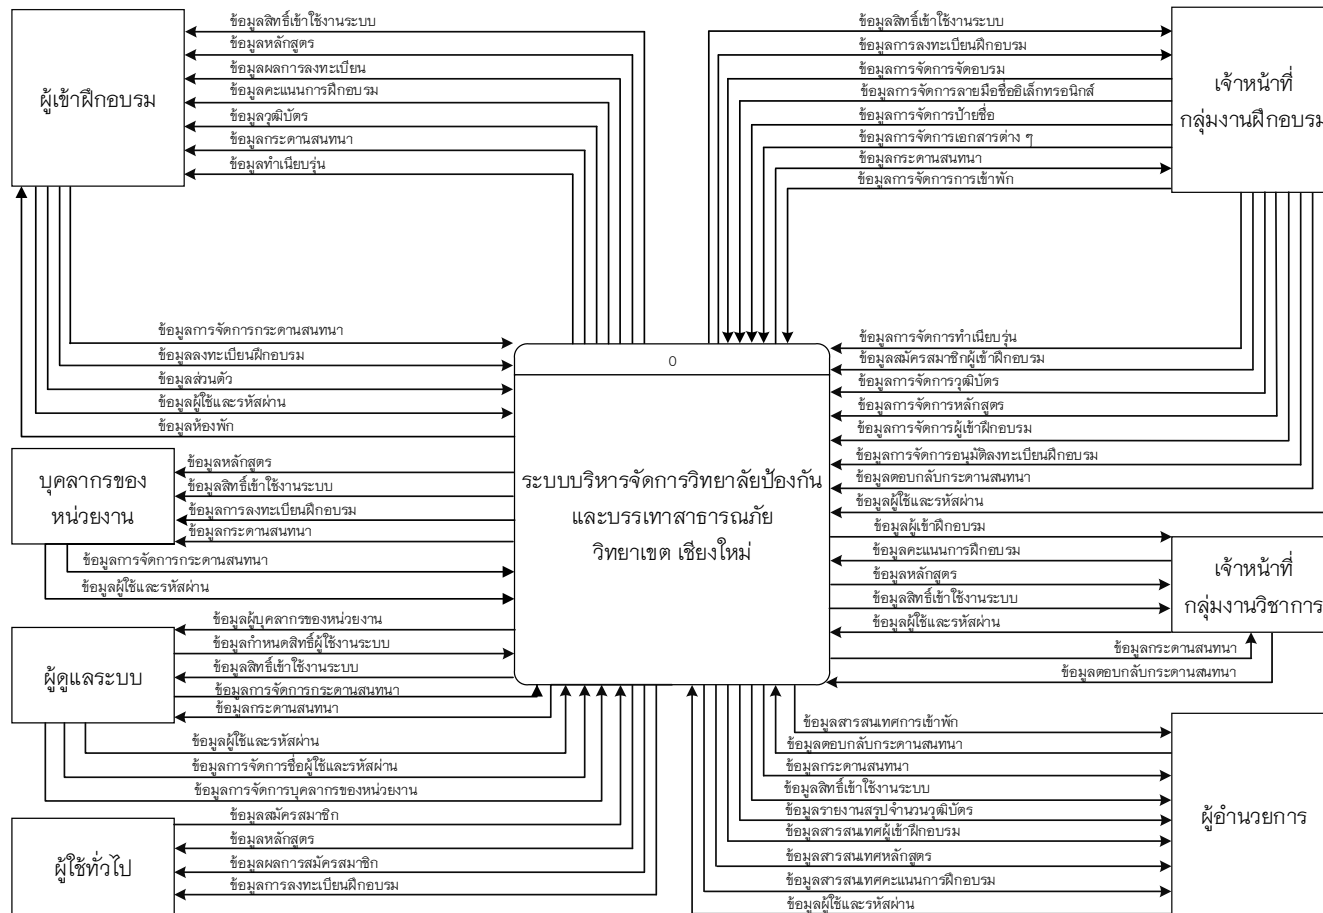 ผู้เข้าฝึกอบรม
ข้อมูลสิทธิ์เข้าใช้งานระบบ
ข้อมูลหลักสูตร
ข้อมูลผลการลงทะเบียน
ข้อมูลคะแนนการฝึกอบรม
ข้อมูลวุฒิบัตร
ข้อมูลกระดานสนทนา
ข้อมูลทำเนียบรุ่น
ข้อมูลสิทธิ์เข้าใช้งานระบบ
ข้อมูลการลงทะเบียนฝึกอบรม
ข้อมูลการจัดการจัดอบรม
ข้อมูลการจัดการลายมือชื่ออิเล็กทรอนิกส์
ข้อมูลการจัดการป้ายชื่อ
ข้อมูลการจัดการเอกสารต่าง ๆ
ข้อมูลกระดานสนทนา
ข้อมูลการจัดการการเข้าพัก
เจ้าหน้าที่
กลุ่มงานฝึกอบรม
ข้อมูลการจัดการกระดานสนทนา
ข้อมูลลงทะเบียนฝึกอบรม
ข้อมูลส่วนตัว
ข้อมูลผู้ใช้และรหัสผ่าน
ข้อมูลห้องพัก
0
ระบบบริหารจัดการวิทยาลัยป้องกัน
และบรรเทาสาธารณภัย
วิทยาเขต เชียงใหม่
ข้อมูลการจัดการทำเนียบรุ่น
ข้อมูลสมัครสมาชิกผู้เข้าฝึกอบรม
ข้อมูลการจัดการวุฒิบัตร
ข้อมูลการจัดการหลักสูตร
ข้อมูลการจัดการผู้เข้าฝึกอบรม
ข้อมูลการจัดการอนุมัติลงทะเบียนฝึกอบรม
ข้อมูลตอบกลับกระดานสนทนา
ข้อมูลผู้ใช้และรหัสผ่าน
บุคลากรของ
หน่วยงาน
ข้อมูลหลักสูตร
ข้อมูลสิทธิ์เข้าใช้งานระบบ
ข้อมูลการลงทะเบียนฝึกอบรม
ข้อมูลกระดานสนทนา
ข้อมูลการจัดการกระดานสนทนา
ข้อมูลผู้ใช้และรหัสผ่าน
ข้อมูลผู้เข้าฝึกอบรม
ข้อมูลคะแนนการฝึกอบรม
ข้อมูลหลักสูตร
ข้อมูลสิทธิ์เข้าใช้งานระบบ
ข้อมูลผู้ใช้และรหัสผ่าน
ข้อมูลกระดานสนทนา
ข้อมูลตอบกลับกระดานสนทนา
เจ้าหน้าที่
กลุ่มงานวิชาการ
ผู้ดูแลระบบ
ข้อมูลผู้บุคลากรของหน่วยงาน
ข้อมูลกำหนดสิทธิ์ผู้ใช้งานระบบ
ข้อมูลสิทธิ์เข้าใช้งานระบบ
ข้อมูลการจัดการกระดานสนทนา
ข้อมูลกระดานสนทนา
ข้อมูลผู้ใช้และรหัสผ่าน
ข้อมูลการจัดการชื่อผู้ใช้และรหัสผ่าน
ข้อมูลการจัดการบุคลากรของหน่วยงาน
ผู้ใช้ทั่วไป
ข้อมูลสมัครสมาชิก
ข้อมูลหลักสูตร
ข้อมูลผลการสมัครสมาชิก
ข้อมูลการลงทะเบียนฝึกอบรม
ข้อมูลสารสนเทศการเข้าพัก
ข้อมูลตอบกลับกระดานสนทนา
ข้อมูลกระดานสนทนา
ข้อมูลสิทธิ์เข้าใช้งานระบบ
ข้อมูลรายงานสรุปจำนวนวุฒิบัตร
ข้อมูลสารสนเทศผู้เข้าฝึกอบรม
ข้อมูลสารสนเทศหลักสูตร
ข้อมูลสารสนเทศคะแนนการฝึกอบรม
ข้อมูลผู้ใช้และรหัสผ่าน
ผู้อำนวยการ